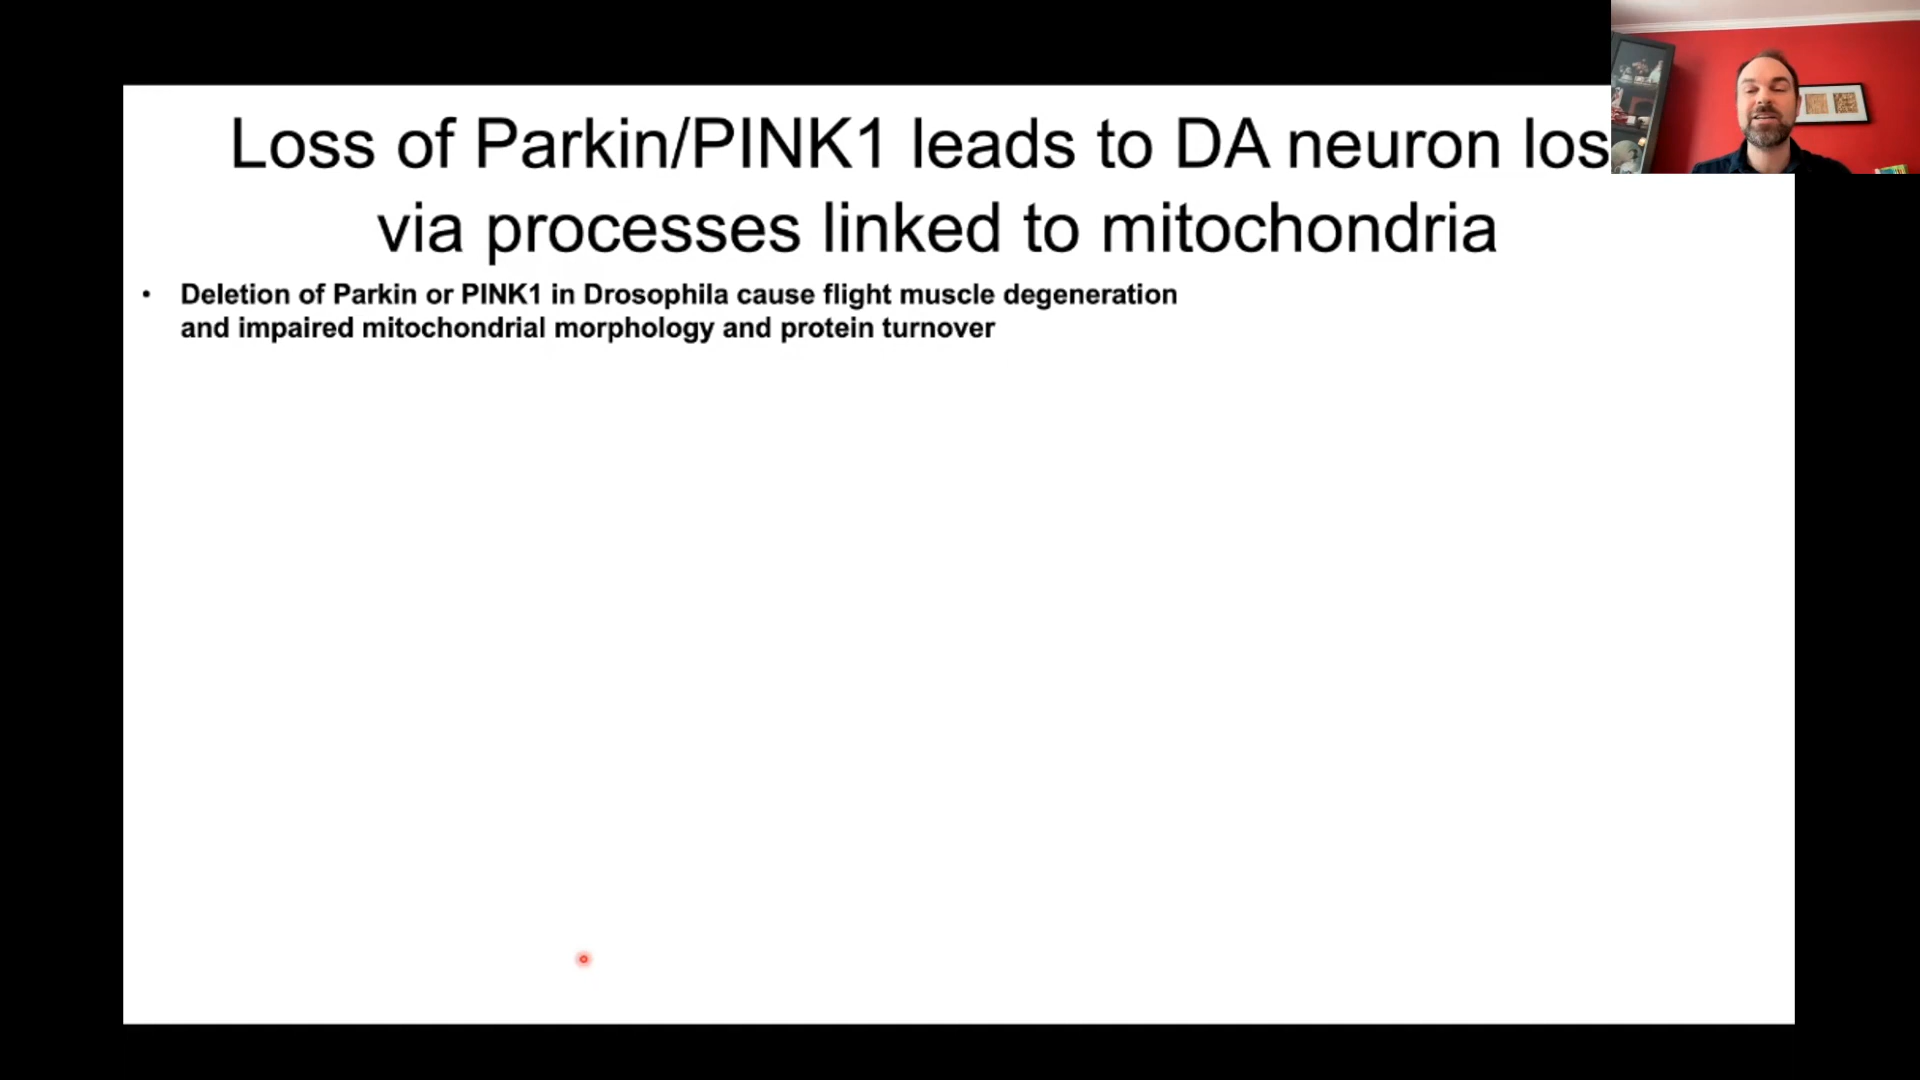 Loss of Parkin/PINK1 leads to DA neuron los
via processes linked to mitochondria
• Deletion of Parkin or PINK1 in Drosophila cause flight muscle degeneration
and impaired mitochondrial morphology and protein turnover